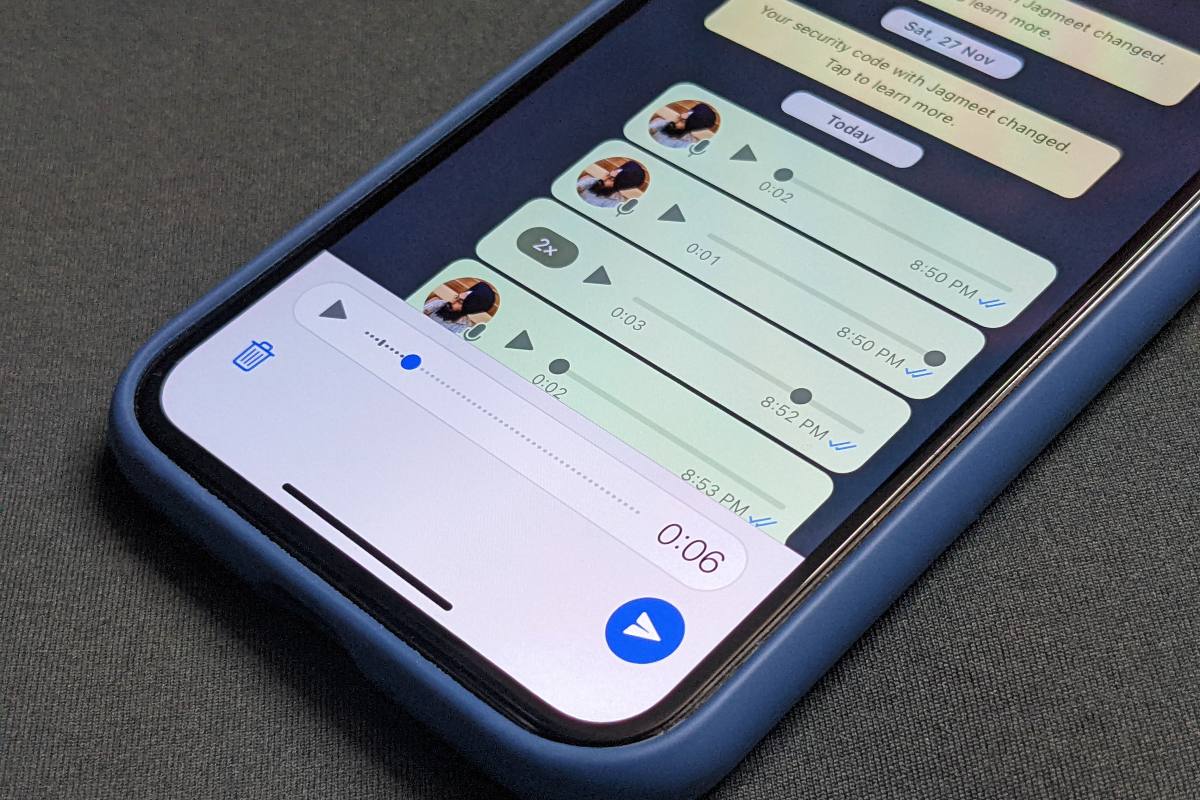 h Jagmeet changed.
learn more.
Sat, 27 Nov
Your security code with Jagmeet changed.
Tap to learn more.
Today
0:02
8:50 PM
0:01
8:50 PM
2x
0:03
8:52 PM
0:02
8:53 PM
0:06